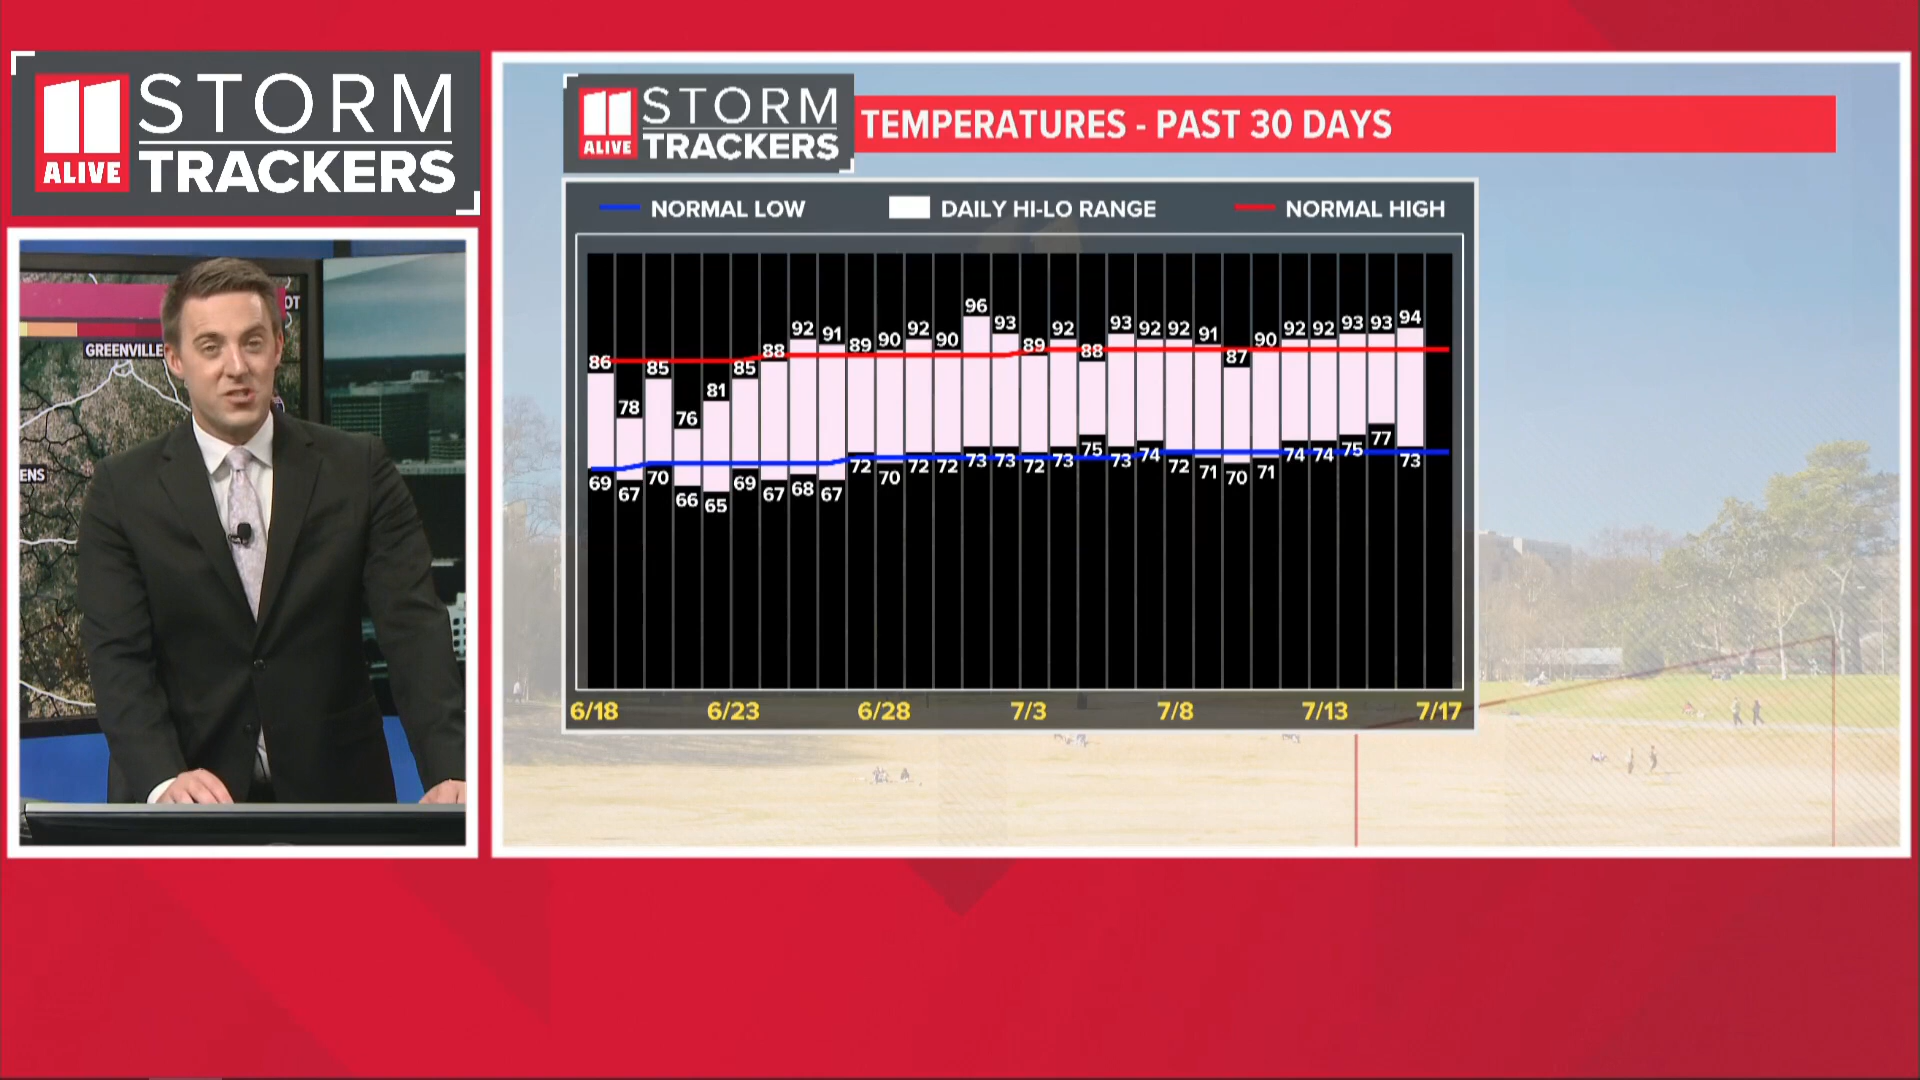 11 ALIVE
STORM
TRACKERS
OT
GREENVILLE
ENS
11 ALIVE
STORM
TRACKERS
TEMPERATURES - PAST 30 DAYS
NORMAL LOW DAILY HI-LO RANGE NORMAL HIGH
86 78 85 76 81 85 88 92 91 89 90 92 90 96 93 89 92 88 93 92 92 91 87 90 92 92 93 93 94
69 67 70 66 65 69 67 68 67 72 70 72 72 73 73 72 73 75 73 74 72 71 70 71 74 74 75 77 73
6/18 6/23 6/28 7/3 7/8 7/13 7/17